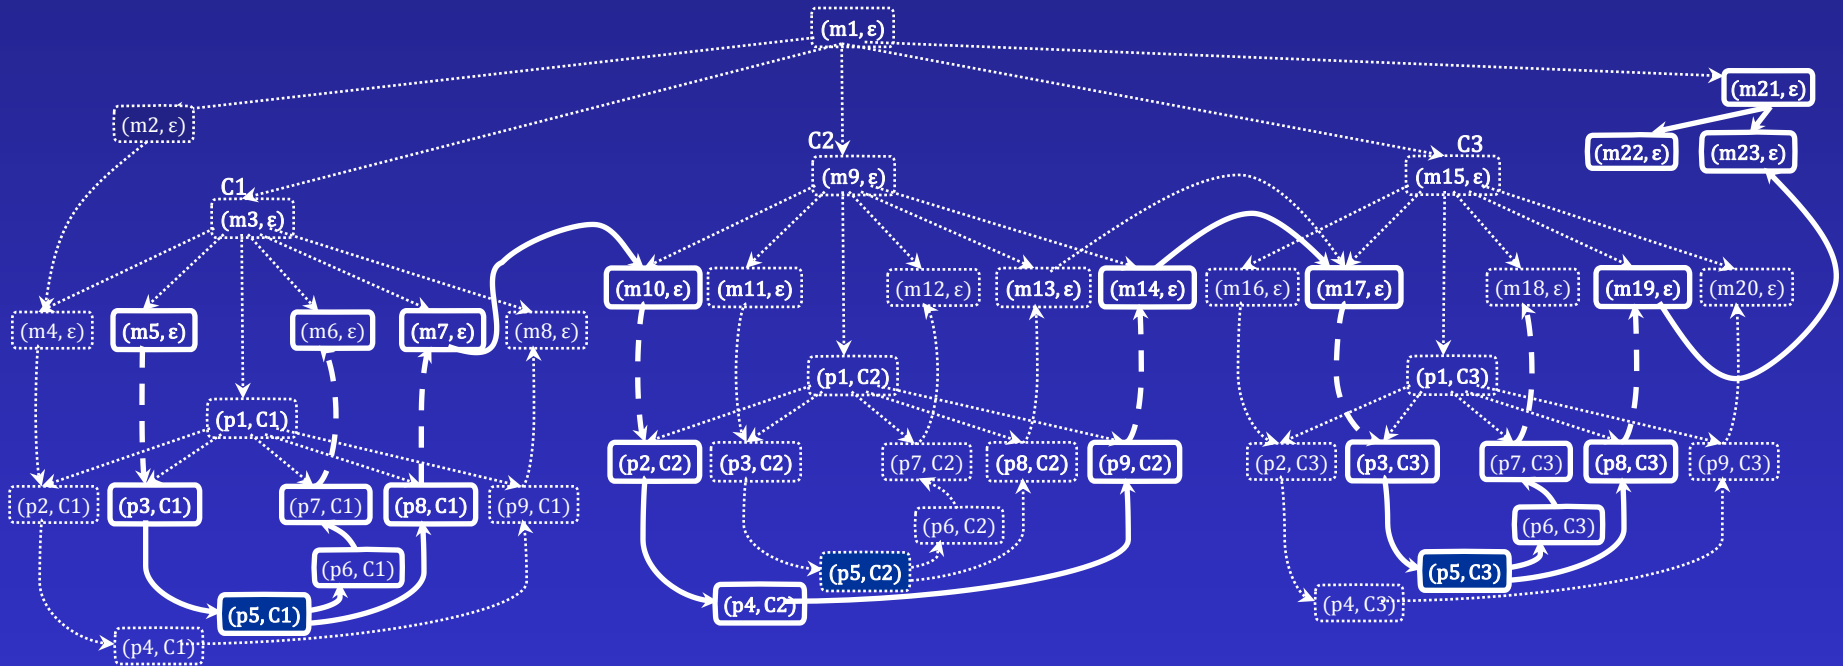 (m1, ε)
(m21, ε)
(m2, ε)
C2
C3
(m22, ε)
(m23, ε)
C1
(m9, ε)
(m15, ε)
(m3, ε)
(m10, ε)
(m11, ε)
(m12, ε)
(m13, ε)
(m14, ε)
(m16, ε)
(m17, ε)
(m18, ε)
(m19, ε)
(m20, ε)
(m4, ε)
(m5, ε)
(m6, ε)
(m7, ε)
(m8, ε)
(p1, C2)
(p1, C3)
(p1, C1)
(p2, C2)
(p3, C2)
(p7, C2)
(p8, C2)
(p9, C2)
(p2, C3)
(p3, C3)
(p7, C3)
(p8, C3)
(p9, C3)
(p2, C1)
(p3, C1)
(p7, C1)
(p8, C1)
(p9, C1)
(p6, C2)
(p6, C3)
(p6, C1)
(p5, C2)
(p5, C3)
(p5, C1)
(p4, C2)
(p4, C3)
(p4, C1)